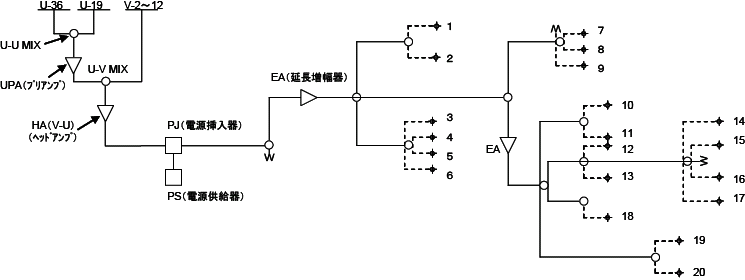 U-36
U-19
V-2～12
U-U MIX
U-V MIX
UPA(ﾌﾟﾘｱﾝﾌﾟ)
HA(V-U)
(ﾍｯﾄﾞｱﾝﾌﾟ)
PJ(電源挿入器)
PS(電源供給器)
EA(延長増幅器)
1
2
3
4
5
6
EA
7
8
9
10
11
12
13
14
15
16
17
18
19
20